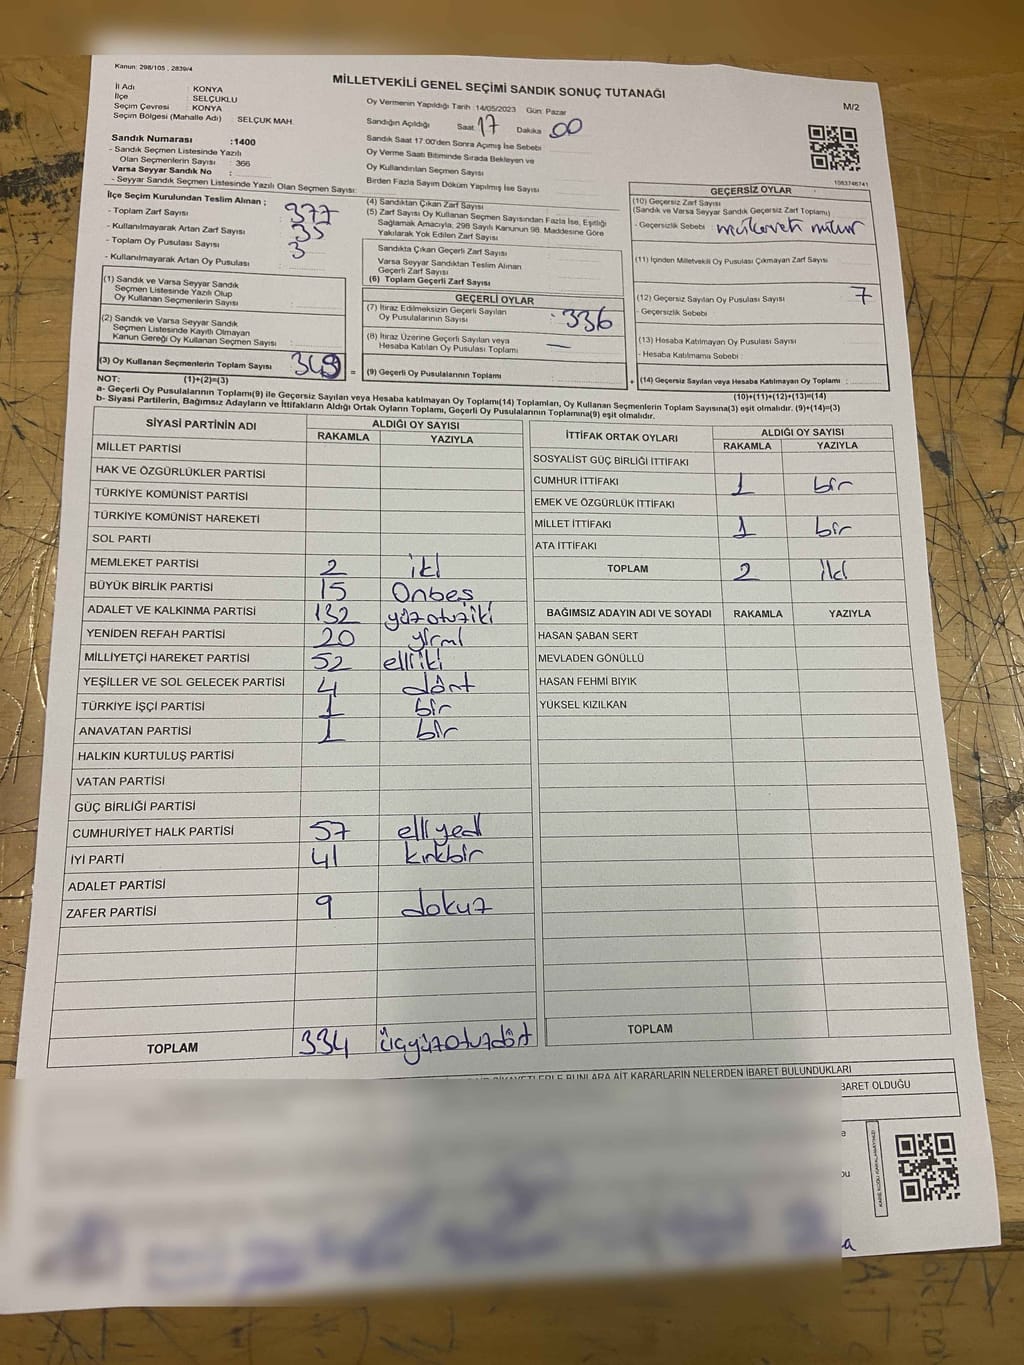 Kanun: 298/105 , 2839/4
MİLLETVEKİLİ GENEL SEÇİMİ SANDIK SONUÇ TUTANAĞI
M/2
İl Adı : KONYA
İlçe : SELÇUKLU
Seçim Çevresi : KONYA
Seçim Bölgesi (Mahalle Adı) SELÇUK MAH.
Oy Vermenin Yapıldığı Tarih : 14/05/2023 Gün: Pazar
Sandığın Açıldığı Saat: 17 Dakika: 00
Sandık Saat 17.00'den Sonra Açımış İse Sebebi
Oy Verme Saati Bitiminde Sırada Bekleyen ve
Oy Kullandırılan Seçmen Sayısı
Birden Fazla Sayım Döküm Yapılmış İse Sayısı
Sandık Numarası :1400
- Sandık Seçmen Listesinde Yazılı
Olan Seçmenlerin Sayısı : 366
Varsa Seyyar Sandık No :
- Seyyar Sandık Seçmen Listesinde Yazılı Olan Seçmen Sayısı:
1083746741
İlçe Seçim Kurulundan Teslim Alınan ;
- Toplam Zarf Sayısı 377
- Kullanılmayarak Artan Zarf Sayısı 35
- Toplam Oy Pusulası Sayısı 3
- Kullanılmayarak Artan Oy Pusulası
(1) Sandık ve Varsa Seyyar Sandık
Seçmen Listesinde Yazılı Olup
Oy Kullanan Seçmenlerin Sayısı
(2) Sandık ve Varsa Seyyar Sandık
Seçmen Listesinde Kayıtlı Olmayan
Kanun Gereği Oy Kullanan Seçmen Sayısı :
(3) Oy Kullanan Seçmenlerin Toplam Sayısı 349 =
(4) Sandıktan Çıkan Zarf Sayısı
(5) Zarf Sayısı Oy Kullanan Seçmen Sayısından Fazla İse, Eşitliği
Sağlamak Amacıyla, 298 Sayılı Kanunun 98. Maddesine Göre
Yakılarak Yok Edilen Zarf Sayısı
Sandıkta Çıkan Geçerli Zarf Sayısı
Varsa Seyyar Sandıktan Teslim Alınan
Geçerli Zarf Sayısı
(6) Toplam Geçerli Zarf Sayısı
GEÇERLİ OYLAR
(7) İtiraz Edilmeksizin Geçerli Sayılan
Oy Pusulalarının Sayısı : 336
(8) İtiraz Üzerine Geçerli Sayılan veya
Hesaba Katılan Oy Pusulası Toplamı —
(9) Geçerli Oy Pusulalarının Toplamı
GEÇERSİZ OYLAR
(10) Geçersiz Zarf Sayısı
(Sandık ve Varsa Seyyar Sandık Geçersiz Zarf Toplamı)
- Geçersizlik Sebebi :
(11) İçinden Milletvekili Oy Pusulası Çıkmayan Zarf Sayısı
(12) Geçersiz Sayılan Oy Pusulası Sayısı 7
- Geçersizlik Sebebi
(13) Hesaba Katılmayan Oy Pusulası Sayısı
- Hesaba Katılmama Sebebi :
+ (14) Geçersiz Sayılan veya Hesaba Katılmayan Oy Toplamı :
NOT: (1)+(2)=(3)
(10)+(11)+(12)+(13)=(14)
a- Geçerli Oy Pusulalarının Toplamı(9) ile Geçersiz Sayılan veya Hesaba katılmayan Oy Toplamı(14) Toplamları, Oy Kullanan Seçmenlerin Toplam Sayısına(3) eşit olmalıdır. (9)+(14)=(3)
b- Siyasi Partilerin, Bağımsız Adayların ve İttifakların Aldığı Ortak Oyların Toplamı, Geçerli Oy Pusulalarının Toplamına(9) eşit olmalıdır.
SİYASİ PARTİNİN ADI ALDIĞI OY SAYISI
RAKAMLA YAZIYLA
MİLLET PARTİSİ
HAK VE ÖZGÜRLÜKLER PARTİSİ
TÜRKİYE KOMÜNİST PARTİSİ
TÜRKİYE KOMÜNİST HAREKETİ
SOL PARTİ
MEMLEKET PARTİSİ 2 iki
BÜYÜK BİRLİK PARTİSİ 15 Onbeş
ADALET VE KALKINMA PARTİSİ 132 yüzotuziki
YENİDEN REFAH PARTİSİ 20 yirmi
MİLLİYETÇİ HAREKET PARTİSİ 52 elliiki
YEŞİLLER VE SOL GELECEK PARTİSİ 4 dört
TÜRKİYE İŞÇİ PARTİSİ 1 bir
ANAVATAN PARTİSİ 1 bir
HALKIN KURTULUŞ PARTİSİ
VATAN PARTİSİ
GÜÇ BİRLİĞİ PARTİSİ
CUMHURİYET HALK PARTİSİ 57 elliyedi
İYİ PARTİ 41 kırkbir
ADALET PARTİSİ
ZAFER PARTİSİ 9 dokuz
TOPLAM 334 üçyüzotuzdört
İTTİFAK ORTAK OYLARI ALDIĞI OY SAYISI
RAKAMLA YAZIYLA
SOSYALİST GÜÇ BİRLİĞİ İTTİFAKI
CUMHUR İTTİFAKI 1 bir
EMEK VE ÖZGÜRLÜK İTTİFAKI
MİLLET İTTİFAKI 1 bir
ATA İTTİFAKI
TOPLAM 2 iki
BAĞIMSIZ ADAYIN ADI VE SOYADI RAKAMLA YAZIYLA
HASAN ŞABAN SERT
MEVLADEN GÖNÜLLÜ
HASAN FEHMİ BIYIK
YÜKSEL KIZILKAN
TOPLAM
BUNLARA AİT KARARLARIN NELERDEN İBARET BULUNDUKLARI
BARET OLDUĞU